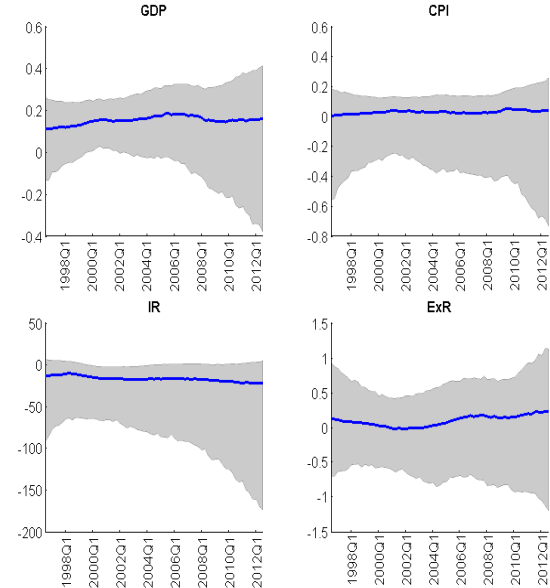 GDP
0.6
0.4
0.2
0
-0.2
-0.4
1998Q1
2000Q1
2002Q1
2004Q1
2006Q1
2008Q1
2010Q1
2012Q1
CPI
0.6
0.4
0.2
0
-0.2
-0.4
-0.6
-0.8
1998Q1
2000Q1
2002Q1
2004Q1
2006Q1
2008Q1
2010Q1
2012Q1
IR
50
0
-50
-100
-150
-200
1998Q1
2000Q1
2002Q1
2004Q1
2006Q1
2008Q1
2010Q1
2012Q1
ExR
1.5
1
0.5
0
-0.5
-1
-1.5
1998Q1
2000Q1
2002Q1
2004Q1
2006Q1
2008Q1
2010Q1
2012Q1